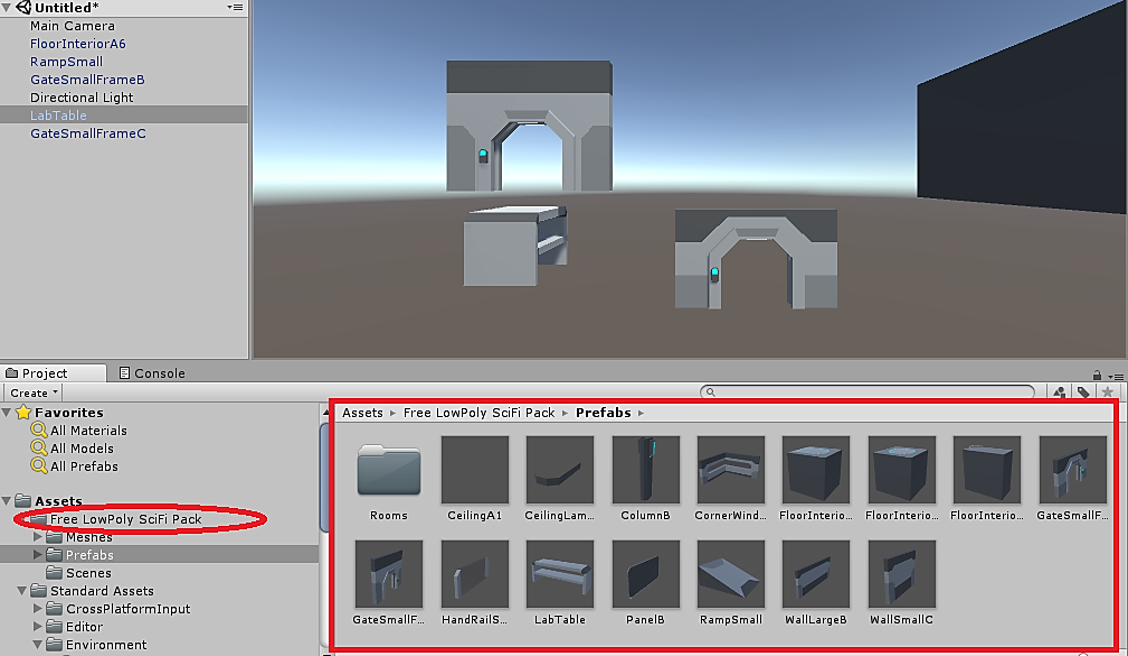 Untitled*
Main Camera
FloorInteriorA6
RampSmall
GateSmallFrameB
Directional Light
LabTable
GateSmallFrameC
Project
Console
Create
Favorites
All Materials
All Models
All Prefabs
Assets
Free LowPoly SciFi Pack
Meshes
Prefabs
Scenes
Standard Assets
CrossPlatformInput
Editor
Environment
Assets ▸ Free LowPoly SciFi Pack ▸ Prefabs ▸
Rooms CeilingA1 CeilingLam... ColumnB CornerWind... FloorInterio... FloorInterio... FloorInterio... GateSmallF...
GateSmallF... HandRailS... LabTable PanelB RampSmall WallLargeB WallSmallC